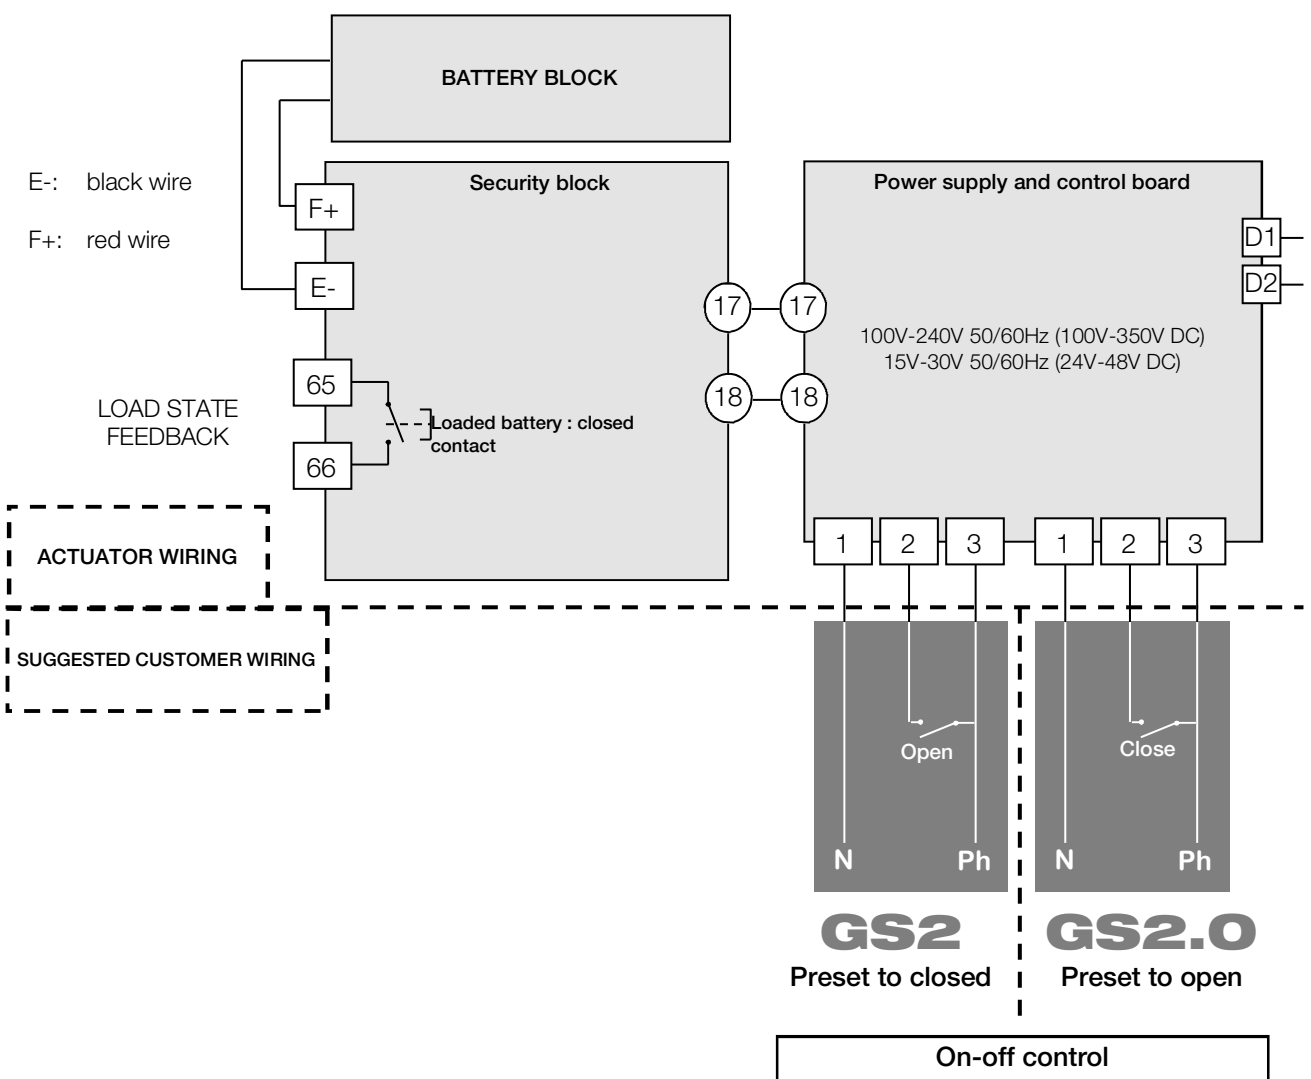 BATTERY BLOCK
E-: black wire
F+: red wire
F+
E-
Security block
Power supply and control board
D1
D2
17
17
18
18
100V-240V 50/60Hz (100V-350V DC)
15V-30V 50/60Hz (24V-48V DC)
65
66
LOAD STATE
FEEDBACK
Loaded battery : closed
contact
ACTUATOR WIRING
SUGGESTED CUSTOMER WIRING
1
2
3
1
2
3
Open
Close
N
Ph
N
Ph
GS2
GS2.0
Preset to closed
Preset to open
On-off control